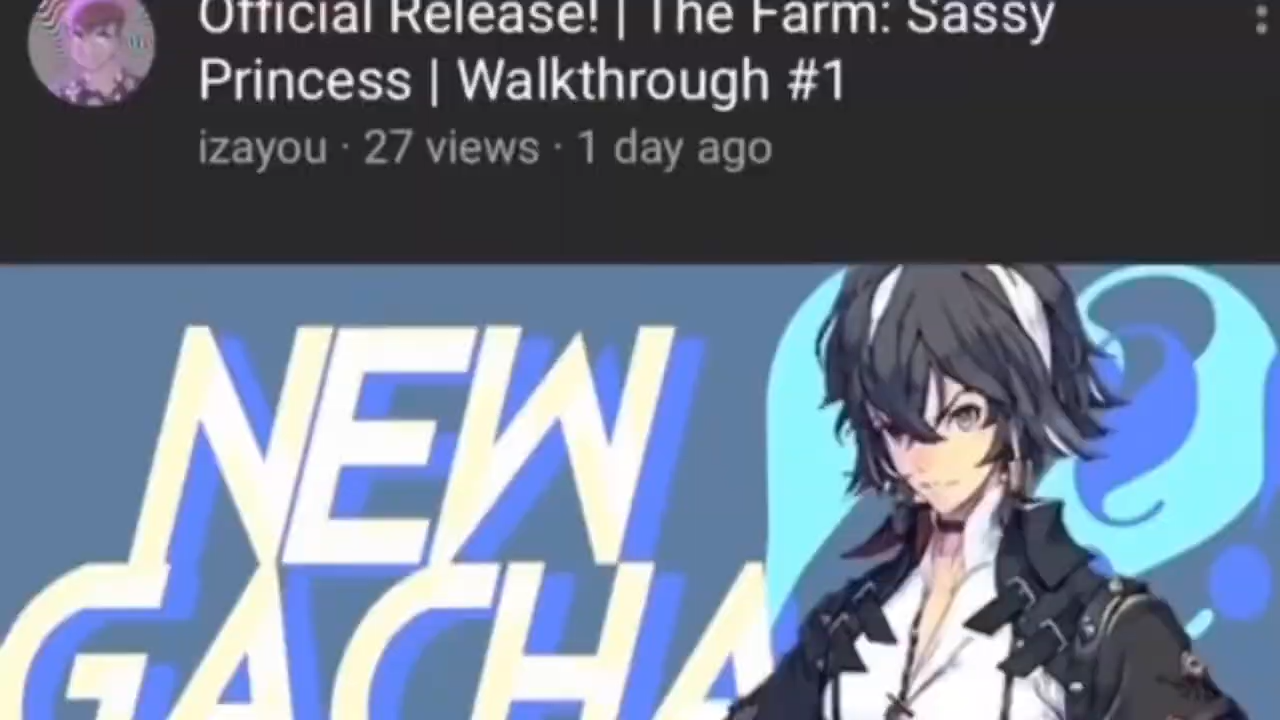 Official Release! | The Farm: Sassy
Princess | Walkthrough #1
izayou · 27 views · 1 day ago
NEW
GACHA